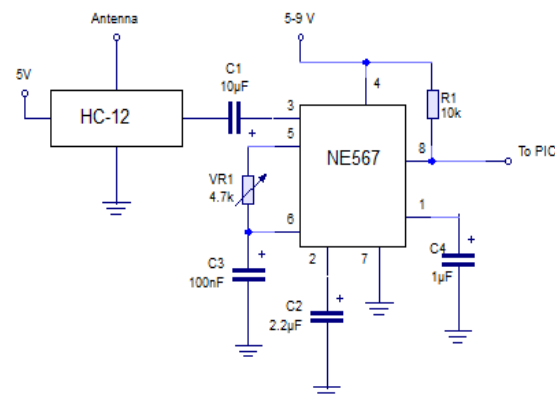 Antenna
5-9 V
5V
HC-12
C1
10µF
+
3
5
4
R1
10k
VR1
4.7k
NE567
8
To PIC
6
1
2
7
C3
100nF
+
C2
2.2µF
+
C4
1µF
+